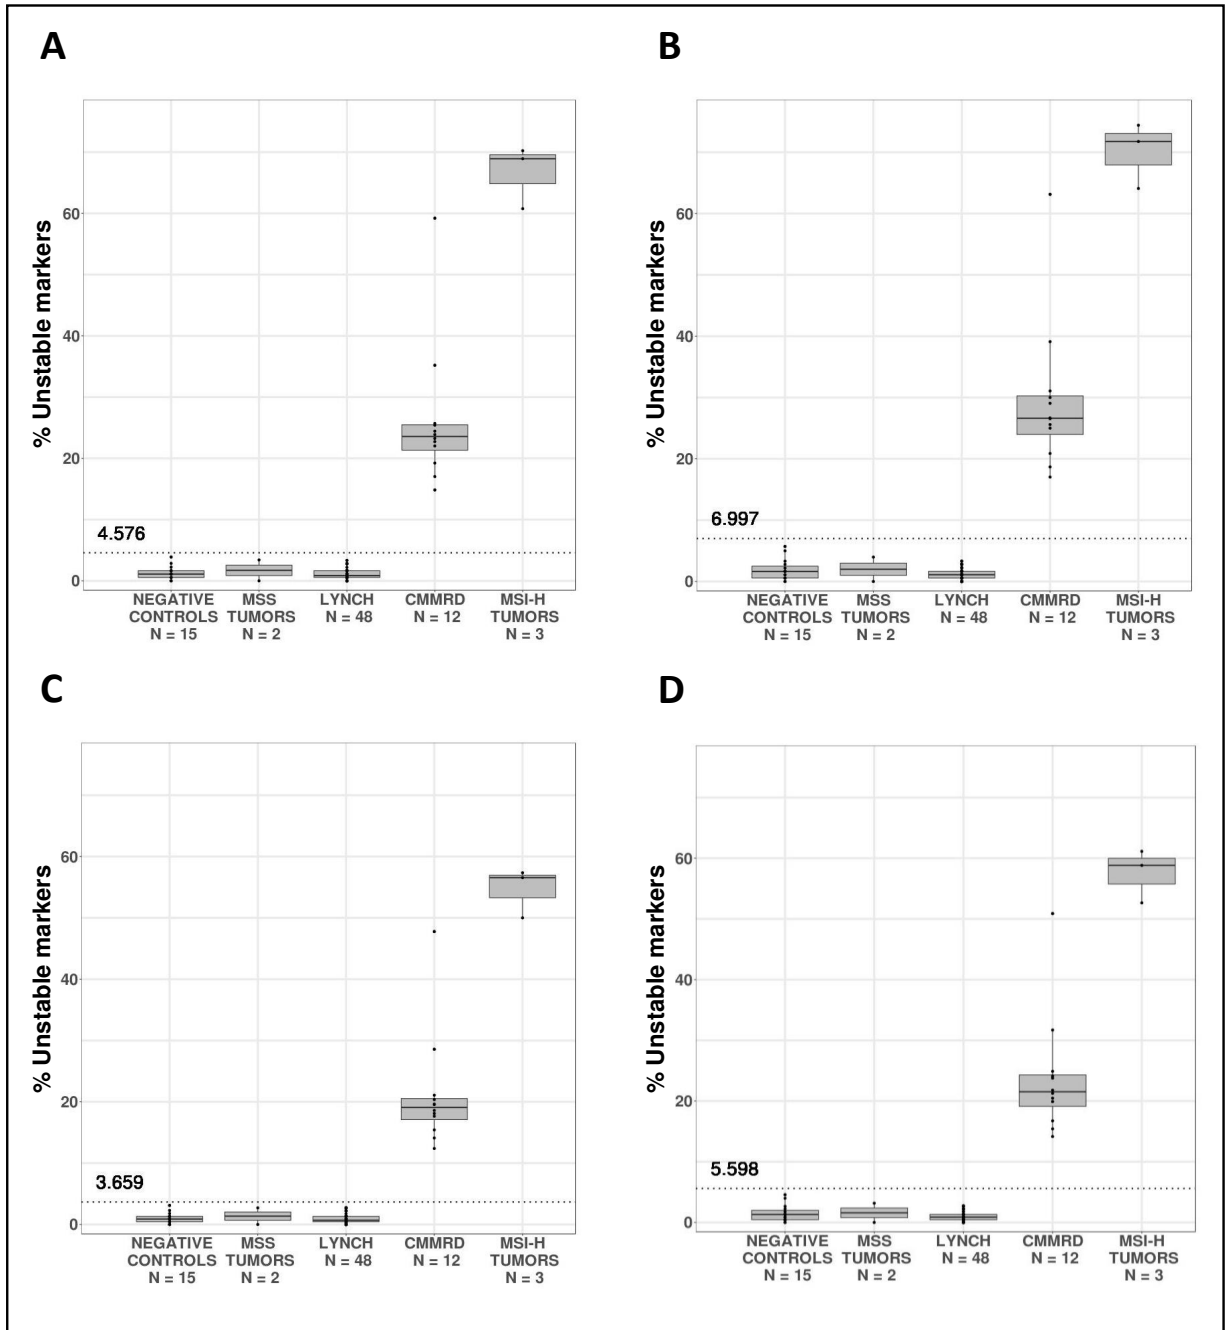 A
% Unstable markers
60
40
20
0
4.576
NEGATIVE CONTROLS N = 15
MSS TUMORS N = 2
LYNCH N = 48
CMMRD N = 12
MSI-H TUMORS N = 3
B
% Unstable markers
60
40
20
0
6.997
NEGATIVE CONTROLS N = 15
MSS TUMORS N = 2
LYNCH N = 48
CMMRD N = 12
MSI-H TUMORS N = 3
C
% Unstable markers
60
40
20
0
3.659
NEGATIVE CONTROLS N = 15
MSS TUMORS N = 2
LYNCH N = 48
CMMRD N = 12
MSI-H TUMORS N = 3
D
% Unstable markers
60
40
20
0
5.598
NEGATIVE CONTROLS N = 15
MSS TUMORS N = 2
LYNCH N = 48
CMMRD N = 12
MSI-H TUMORS N = 3